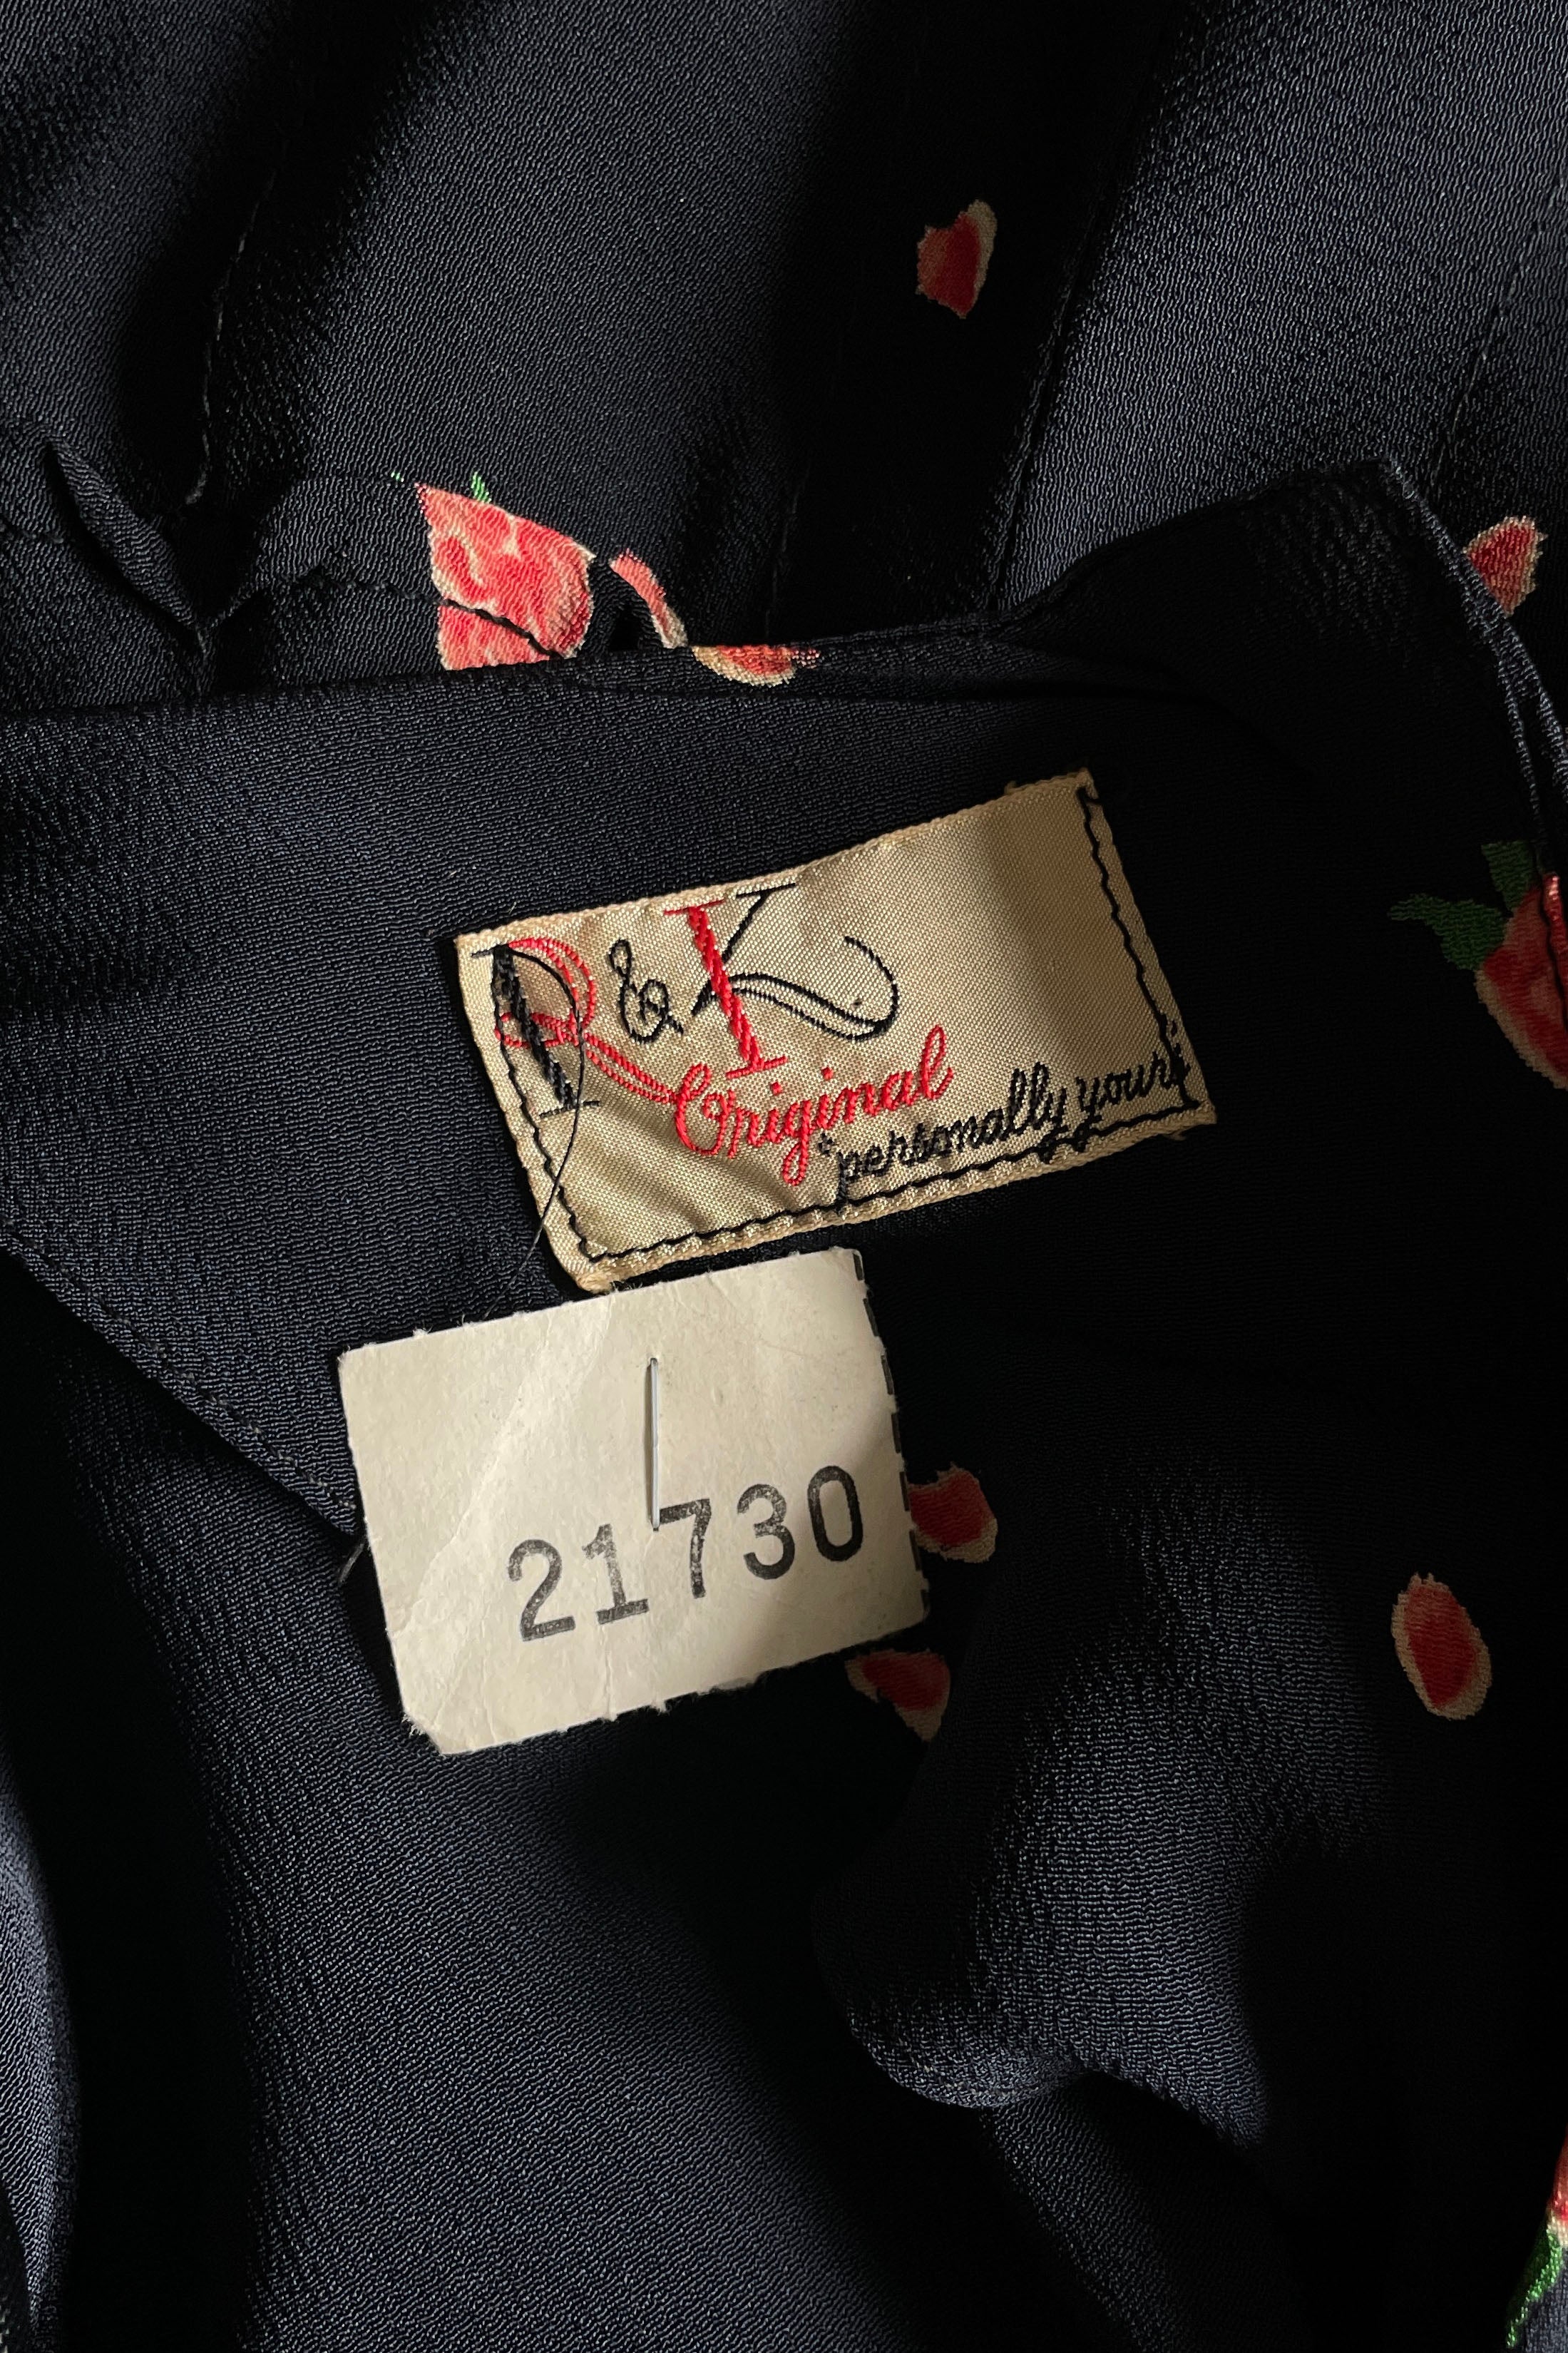 R & K
Original
"personally yours
21730